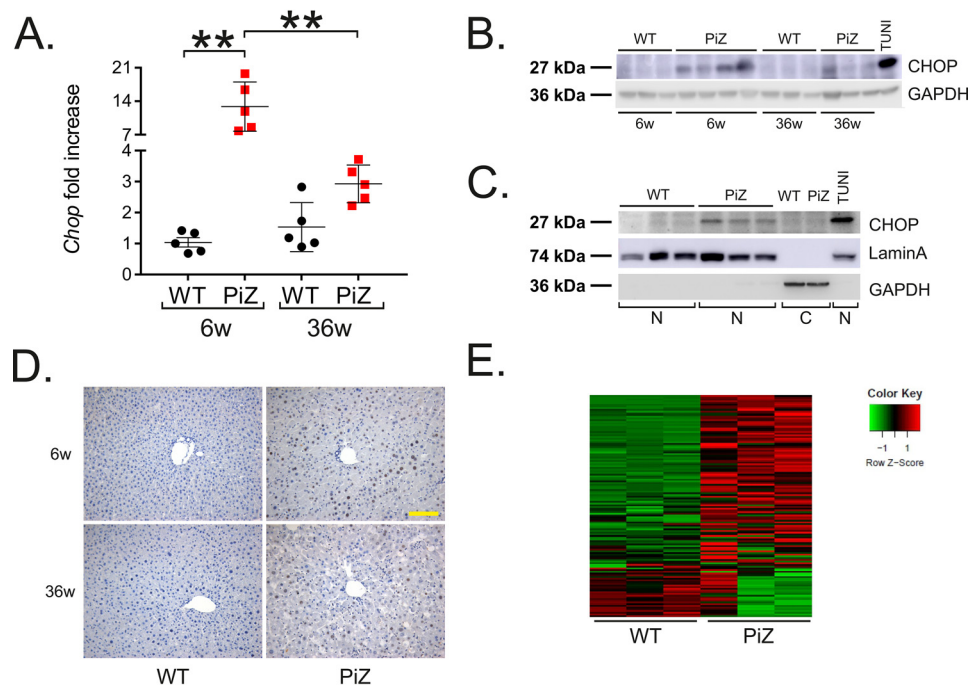 A.
** **
21
14
7
4
3
2
1
0
Chop fold increase
WT PiZ WT PiZ
6w 36w
B.
WT PiZ WT PiZ TUNI
27 kDa CHOP
36 kDa GAPDH
6w 6w 36w 36w
C.
WT PiZ WT PiZ TUNI
27 kDa CHOP
74 kDa LaminA
36 kDa GAPDH
N N C N
D.
6w
36w
WT PiZ
E.
Color Key
-1 1
Row Z-Score
WT PiZ